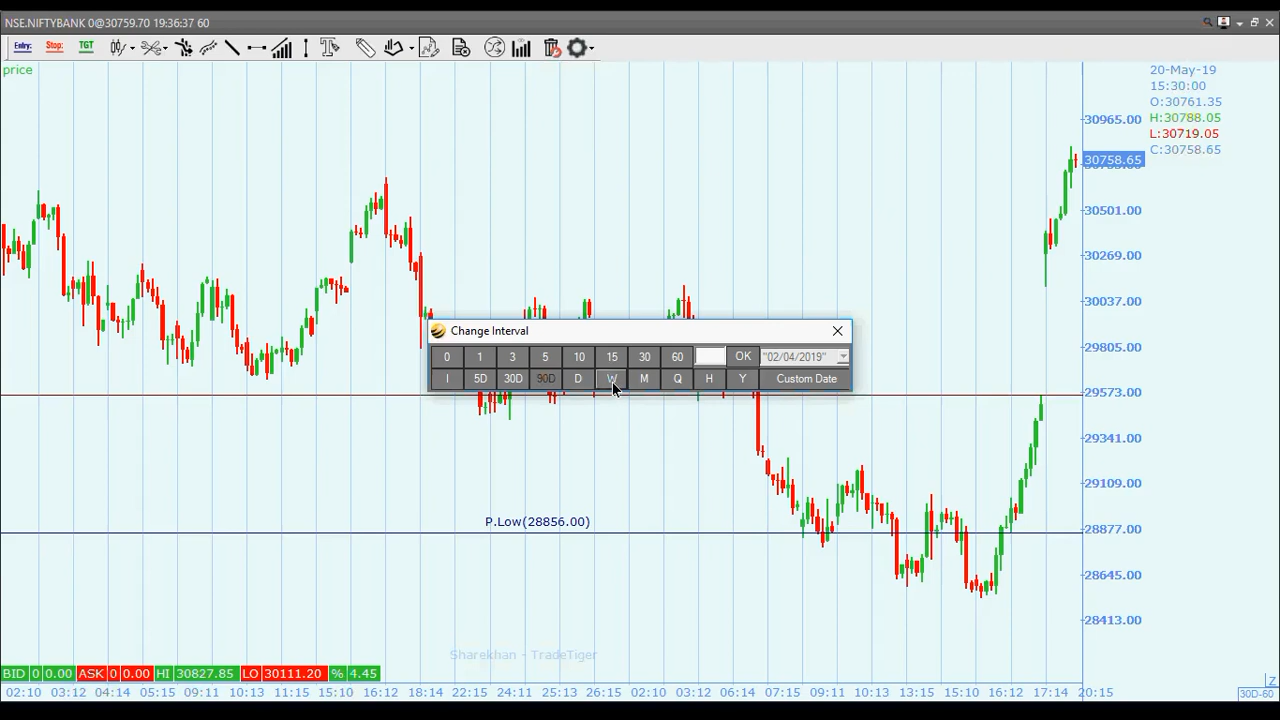 NSE.NIFTYBANK 0@30759.70 19:36:37 60
Entry: Stop: TGT
price
20-May-19
15:30:00
O:30761.35
H:30788.05
L:30719.05
C:30758.65
30965.00
30758.65
30501.00
30269.00
30037.00
29805.00
29573.00
29341.00
29109.00
28877.00
28645.00
28413.00
Change Interval
0 1 3 5 10 15 30 60 OK "02/04/2019"
I 5D 30D 90D D W M Q H Y Custom Date
P.Low(28856.00)
Sharekhan - TradeTiger
BID 0 0.00 ASK 0 0.00 HI 30827.85 LO 30111.20 % 4.45
02:10 03:12 04:14 05:15 09:11 10:13 11:15 15:10 16:12 18:14 22:15 24:11 25:13 26:15 02:10 03:12 06:14 07:15 09:11 10:13 13:15 15:10 16:12 17:14 20:15
Z
30D-60